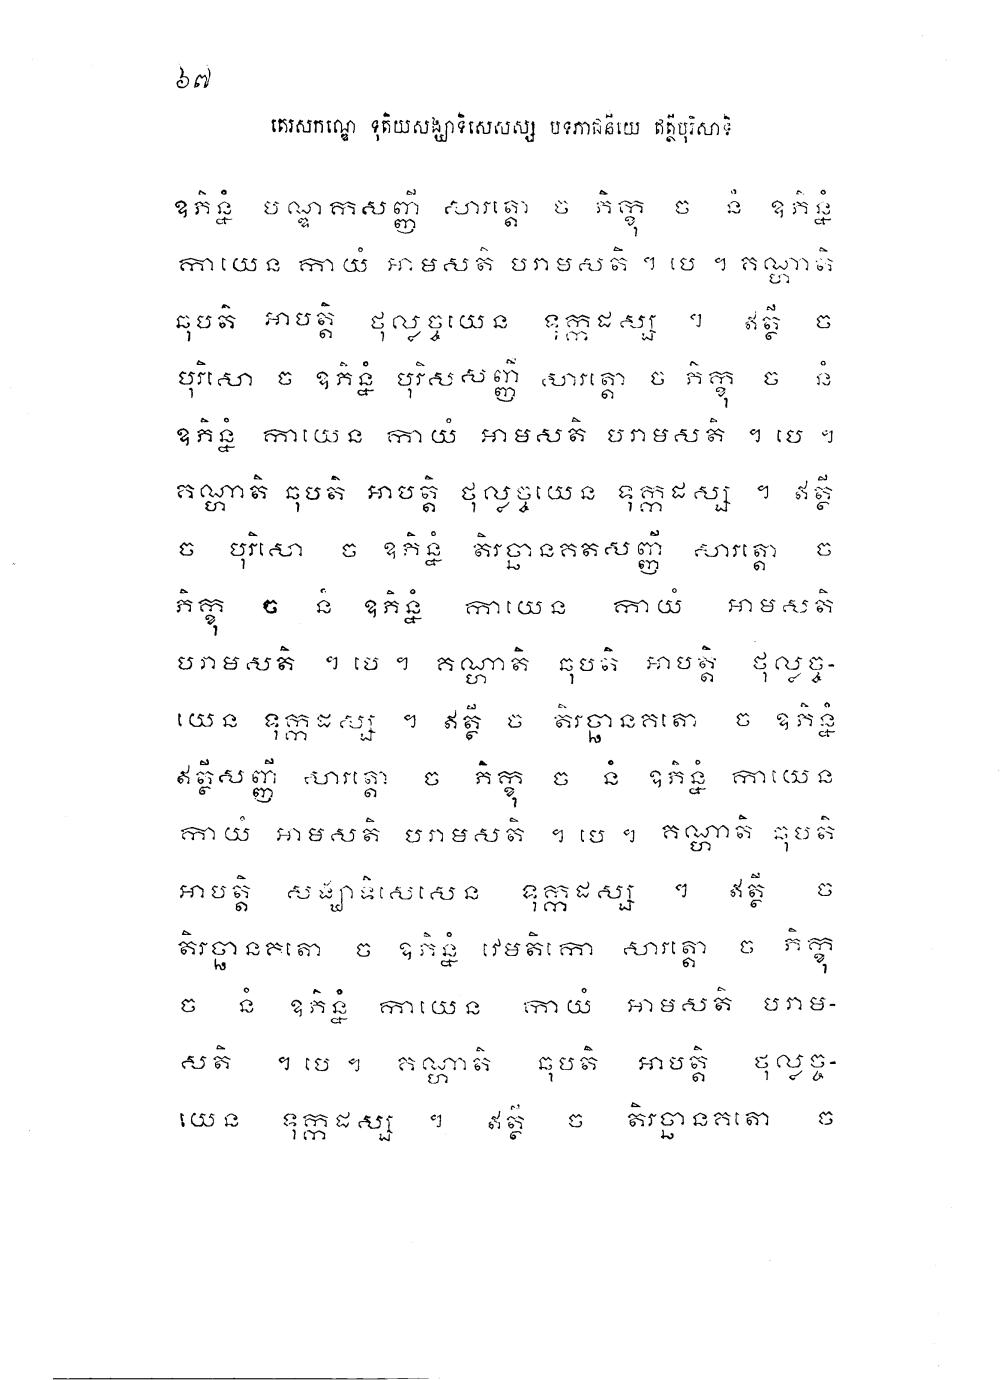 ៦៧
តេរសកណ្ឌេ ទុតិយសង្ឃាទិសេសស្ស បទភាជនីយេ ឥត្ថីបុរិសាទិ
ឧភិន្នំ បណ្ឌកសញ្ញី សារត្តោ ច ភិក្ខុ ច នំ ឧភិន្នំ
កាយេន កាយំ អាមសតិ បរាមសតិ ។ បេ ។ គណ្ហាតិ
ឆុបតិ អាបត្តិ ថុល្លច្ចយេន ទុក្កដស្ស ។ ឥត្ថី ច
បុរិសោ ច ឧភិន្នំ បុរិសសញ្ញី សារត្តោ ច ភិក្ខុ ច នំ
ឧភិន្នំ កាយេន កាយំ អាមសតិ បរាមសតិ ។ បេ ។
គណ្ហាតិ ឆុបតិ អាបត្តិ ថុល្លច្ចយេន ទុក្កដស្ស ។ ឥត្ថី
ច បុរិសោ ច ឧភិន្នំ តិរច្ឆានគតសញ្ញី សារត្តោ ច
ភិក្ខុ ច នំ ឧភិន្នំ កាយេន កាយំ អាមសតិ
បរាមសតិ ។ បេ ។ គណ្ហាតិ ឆុបតិ អាបត្តិ ថុល្លច្ច-
យេន ទុក្កដស្ស ។ ឥត្ថី ច តិរច្ឆានគតោ ច ឧភិន្នំ
ឥត្ថីសញ្ញី សារត្តោ ច ភិក្ខុ ច នំ ឧភិន្នំ កាយេន
កាយំ អាមសតិ បរាមសតិ ។ បេ ។ គណ្ហាតិ ឆុបតិ
អាបត្តិ សង្ឃាទិសេសេន ទុក្កដស្ស ។ ឥត្ថី ច
តិរច្ឆានគតោ ច ឧភិន្នំ វេមតិកោ សារត្តោ ច ភិក្ខុ
ច នំ ឧភិន្នំ កាយេន កាយំ អាមសតិ បរាម-
សតិ ។ បេ ។ គណ្ហាតិ ឆុបតិ អាបត្តិ ថុល្លច្ច-
យេន ទុក្កដស្ស ។ ឥត្ថី ច តិរច្ឆានគតោ ច